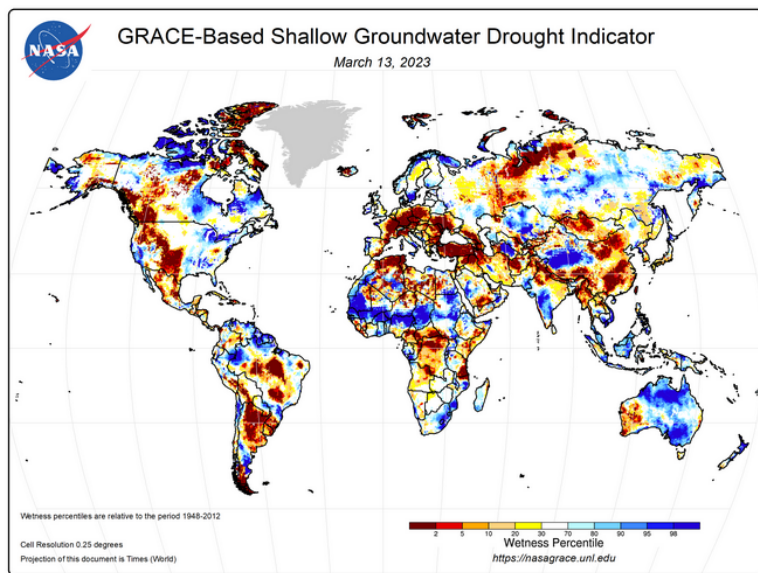 NASA
GRACE-Based Shallow Groundwater Drought Indicator
March 13, 2023
Wetness percentiles are relative to the period 1948-2012
Cell Resolution 0.25 degrees
Projection of this document is Times (World)
2 5 10 20 30 70 80 90 95 98
Wetness Percentile
https://nasagrace.unl.edu